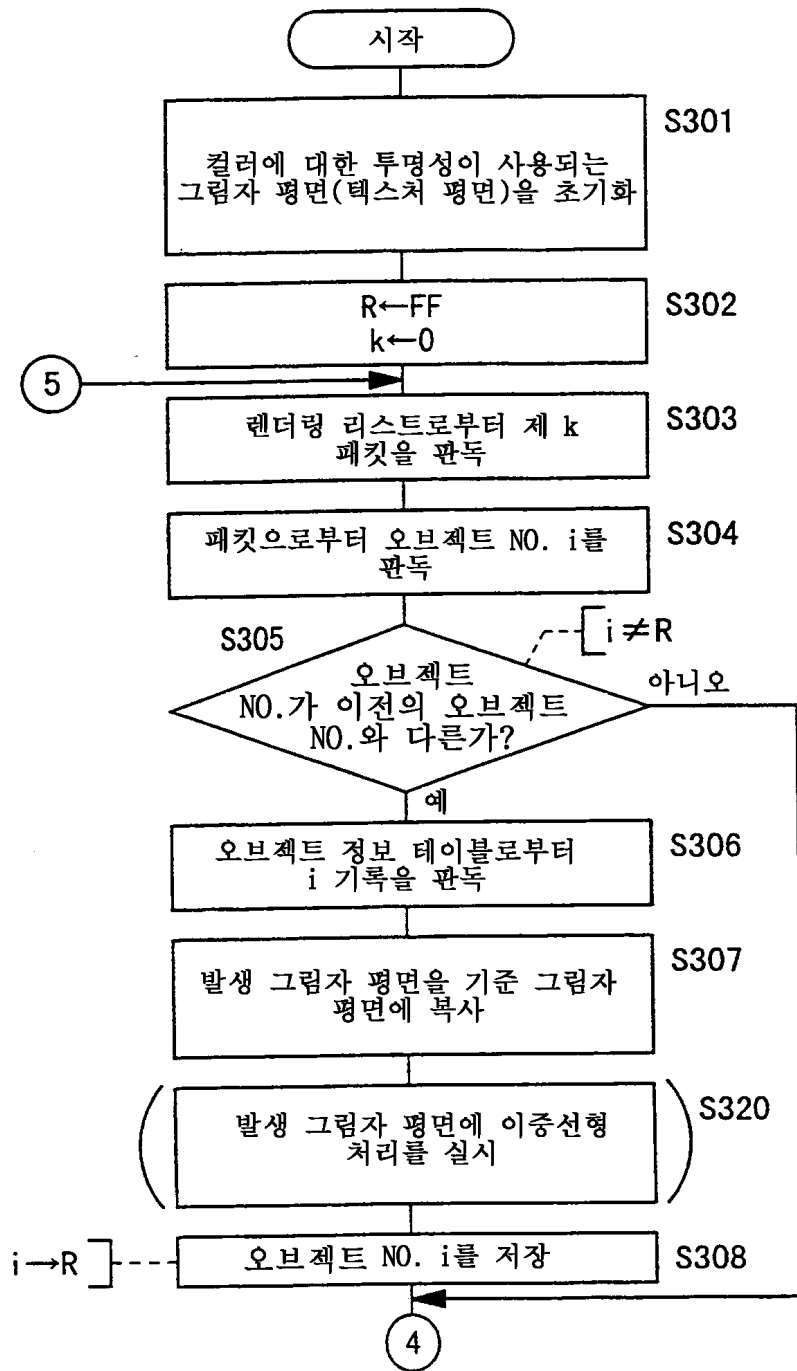 시작
S301
컬러에 대한 투명성이 사용되는
그림자 평면(텍스처 평면)을 초기화
R←FF
S302
k←0
5
렌더링 리스트로부터 제 k
S303
패킷을 판독
패킷으로부터 오브젝트 NO. i를
S304
판독
S305
i≠R
오브젝트
아니오
NO.가 이전의 오브젝트
NO.와 다른가?
예
오브젝트 정보 테이블로부터
S306
i 기록을 판독
S307
발생 그림자 평면을 기준 그림자
평면에 복사
S320
발생 그림자 평면에 이중선형
처리를 실시
i→R
오브젝트 NO. i를 저장
S308
4